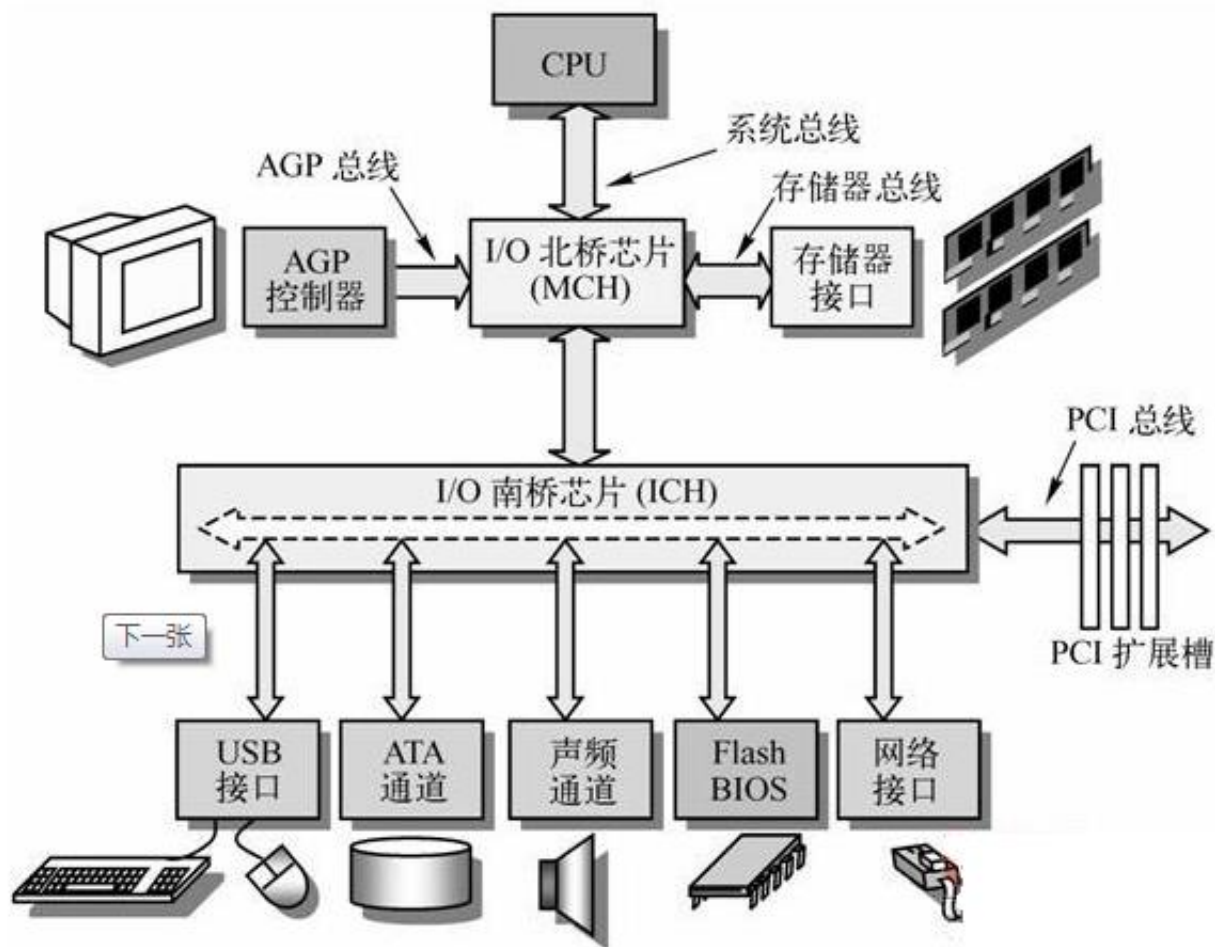 CPU
系统总线
AGP 总线
存储器总线
AGP
控制器
I/O 北桥芯片
(MCH)
存储器
接口
PCI 总线
I/O 南桥芯片 (ICH)
下一张
PCI 扩展槽
USB
接口
ATA
通道
声频
通道
Flash
BIOS
网络
接口